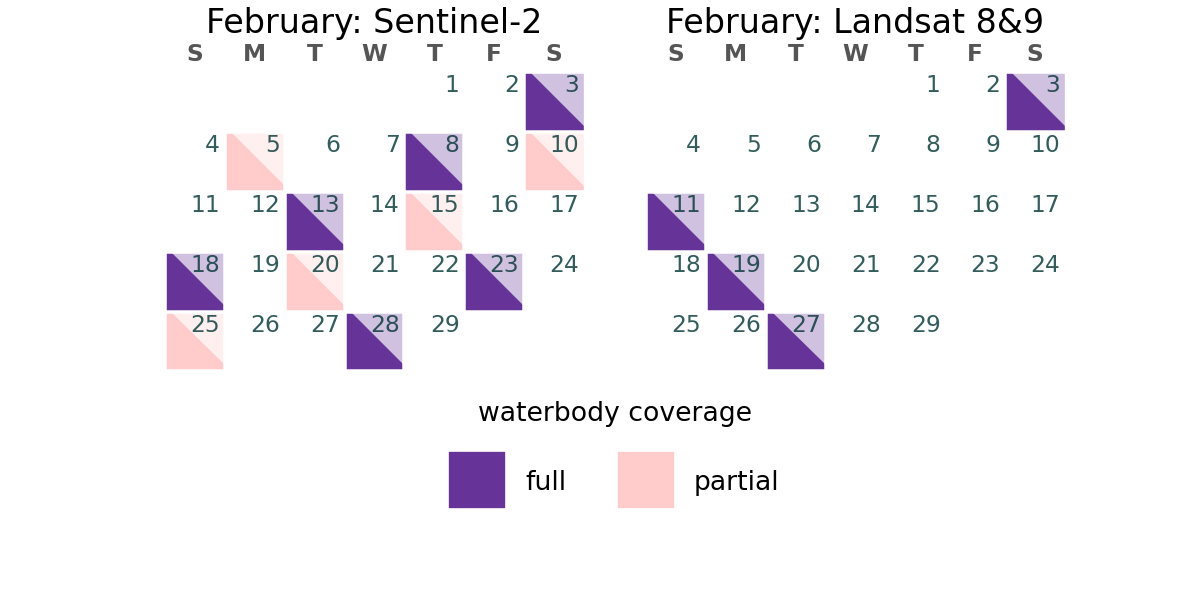 February: Sentinel-2
S M T W T F S
1 2 3
4 5 6 7 8 9 10
11 12 13 14 15 16 17
18 19 20 21 22 23 24
25 26 27 28 29
February: Landsat 8&9
S M T W T F S
1 2 3
4 5 6 7 8 9 10
11 12 13 14 15 16 17
18 19 20 21 22 23 24
25 26 27 28 29
waterbody coverage
full partial